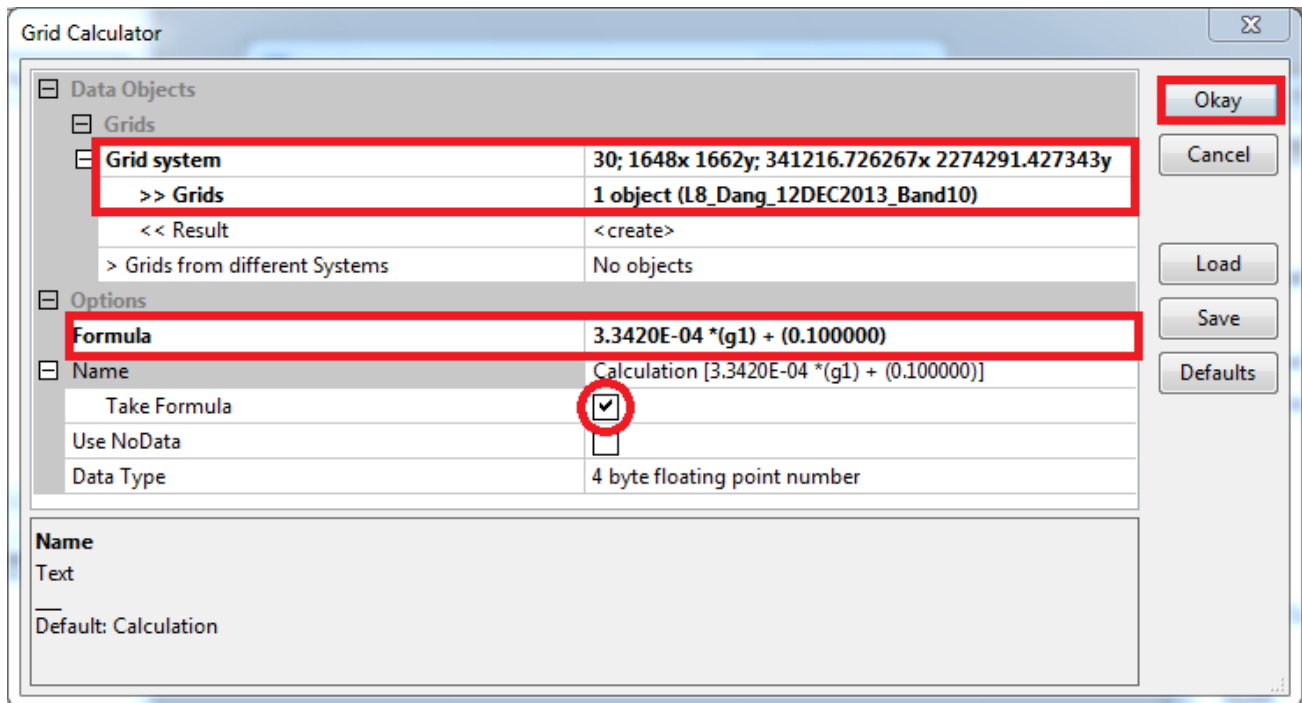 Grid Calculator
Data Objects
Grids
Grid system 30; 1648x 1662y; 341216.726267x 2274291.427343y
>> Grids 1 object (L8_Dang_12DEC2013_Band10)
<< Result <create>
> Grids from different Systems No objects
Options
Formula 3.3420E-04 *(g1) + (0.100000)
Name Calculation [3.3420E-04 *(g1) + (0.100000)]
Take Formula
Use NoData
Data Type 4 byte floating point number
Okay
Cancel
Load
Save
Defaults
Name
Text
__
Default: Calculation